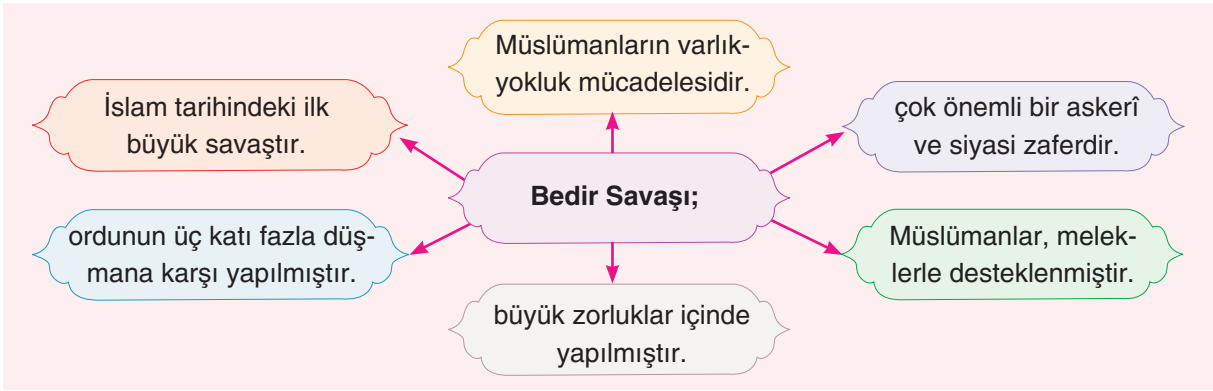 Müslümanların varlık-
yokluk mücadelesidir.
İslam tarihindeki ilk
büyük savaştır.
çok önemli bir askerî
ve siyasi zaferdir.
Bedir Savaşı;
ordunun üç katı fazla düş-
mana karşı yapılmıştır.
Müslümanlar, melek-
lerle desteklenmiştir.
büyük zorluklar içinde
yapılmıştır.